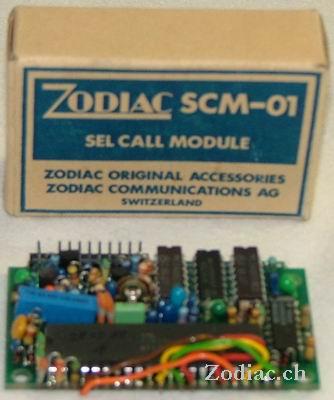 ZODIAC SCM-01
SEL CALL MODULE
ZODIAC ORIGINAL ACCESSORIES
ZODIAC COMMUNICATIONS AG
SWITZERLAND
Zodiac.ch